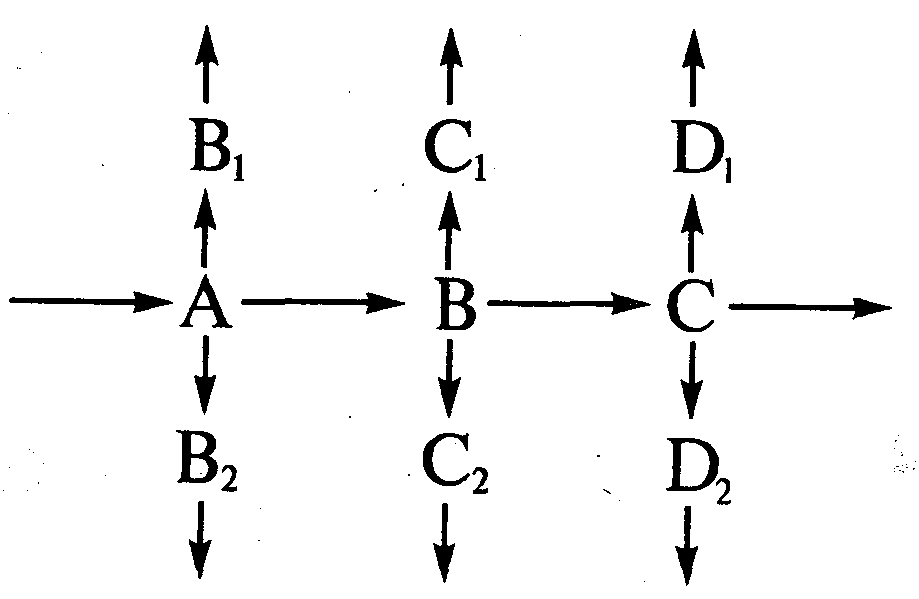 B₁ C₁ D₁
A B C
B₂ C₂ D₂